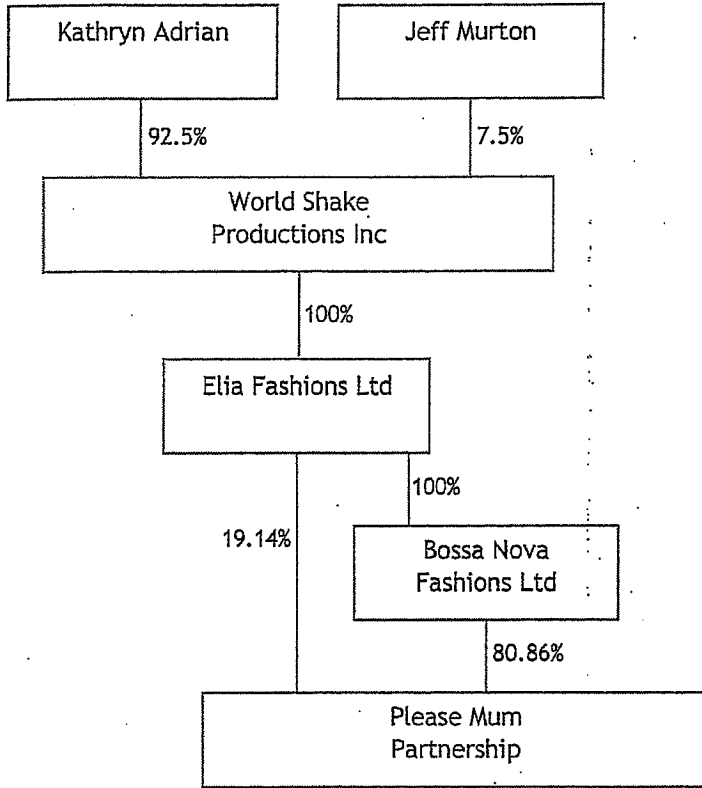 Kathryn Adrian
Jeff Murton
92.5%
7.5%
World Shake
Productions Inc
100%
Elia Fashions Ltd
100%
19.14%
Bossa Nova
Fashions Ltd
80.86%
Please Mum
Partnership